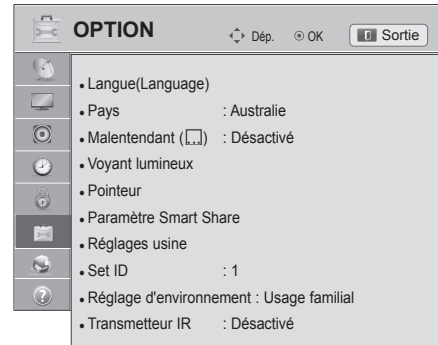 OPTION
Dép.
OK
Sortie
• Langue(Language)
• Pays : Australie
• Malentendant ( ) : Désactivé
• Voyant lumineux
• Pointeur
• Paramètre Smart Share
• Réglages usine
• Set ID : 1
• Réglage d'environnement : Usage familial
• Transmetteur IR : Désactivé